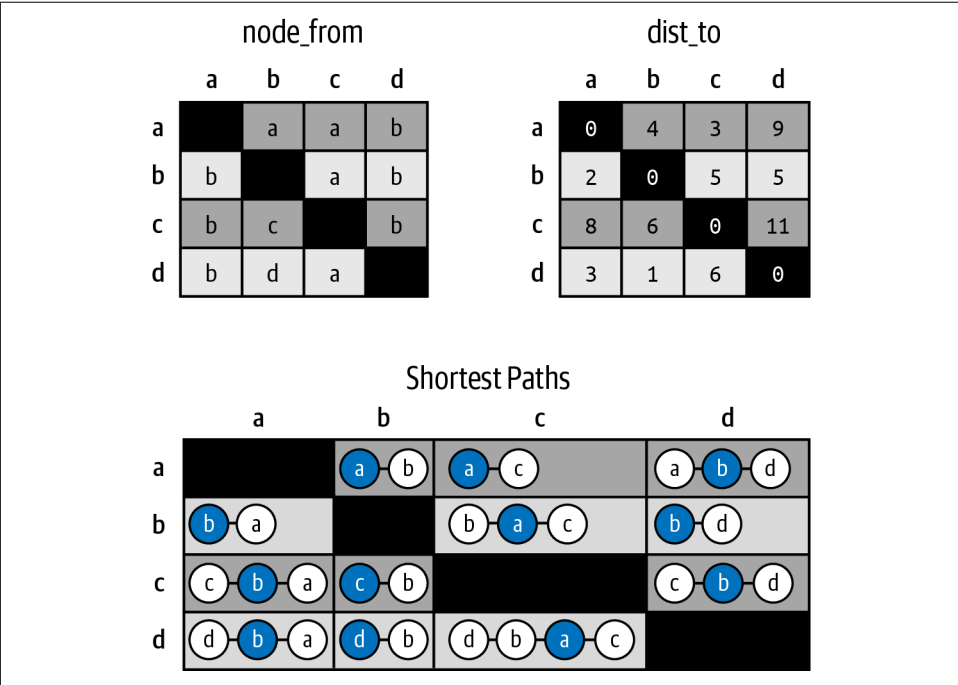 node_from dist_to
a b c d a b c d
a a a b a 0 4 3 9
b b a b b 2 0 5 5
c b c b c 8 6 0 11
d b d a d 3 1 6 0
Shortest Paths
a b c d
a a b a c a b d
b b a b a c b d
c c b a c b c b d
d d b a d b d b a c